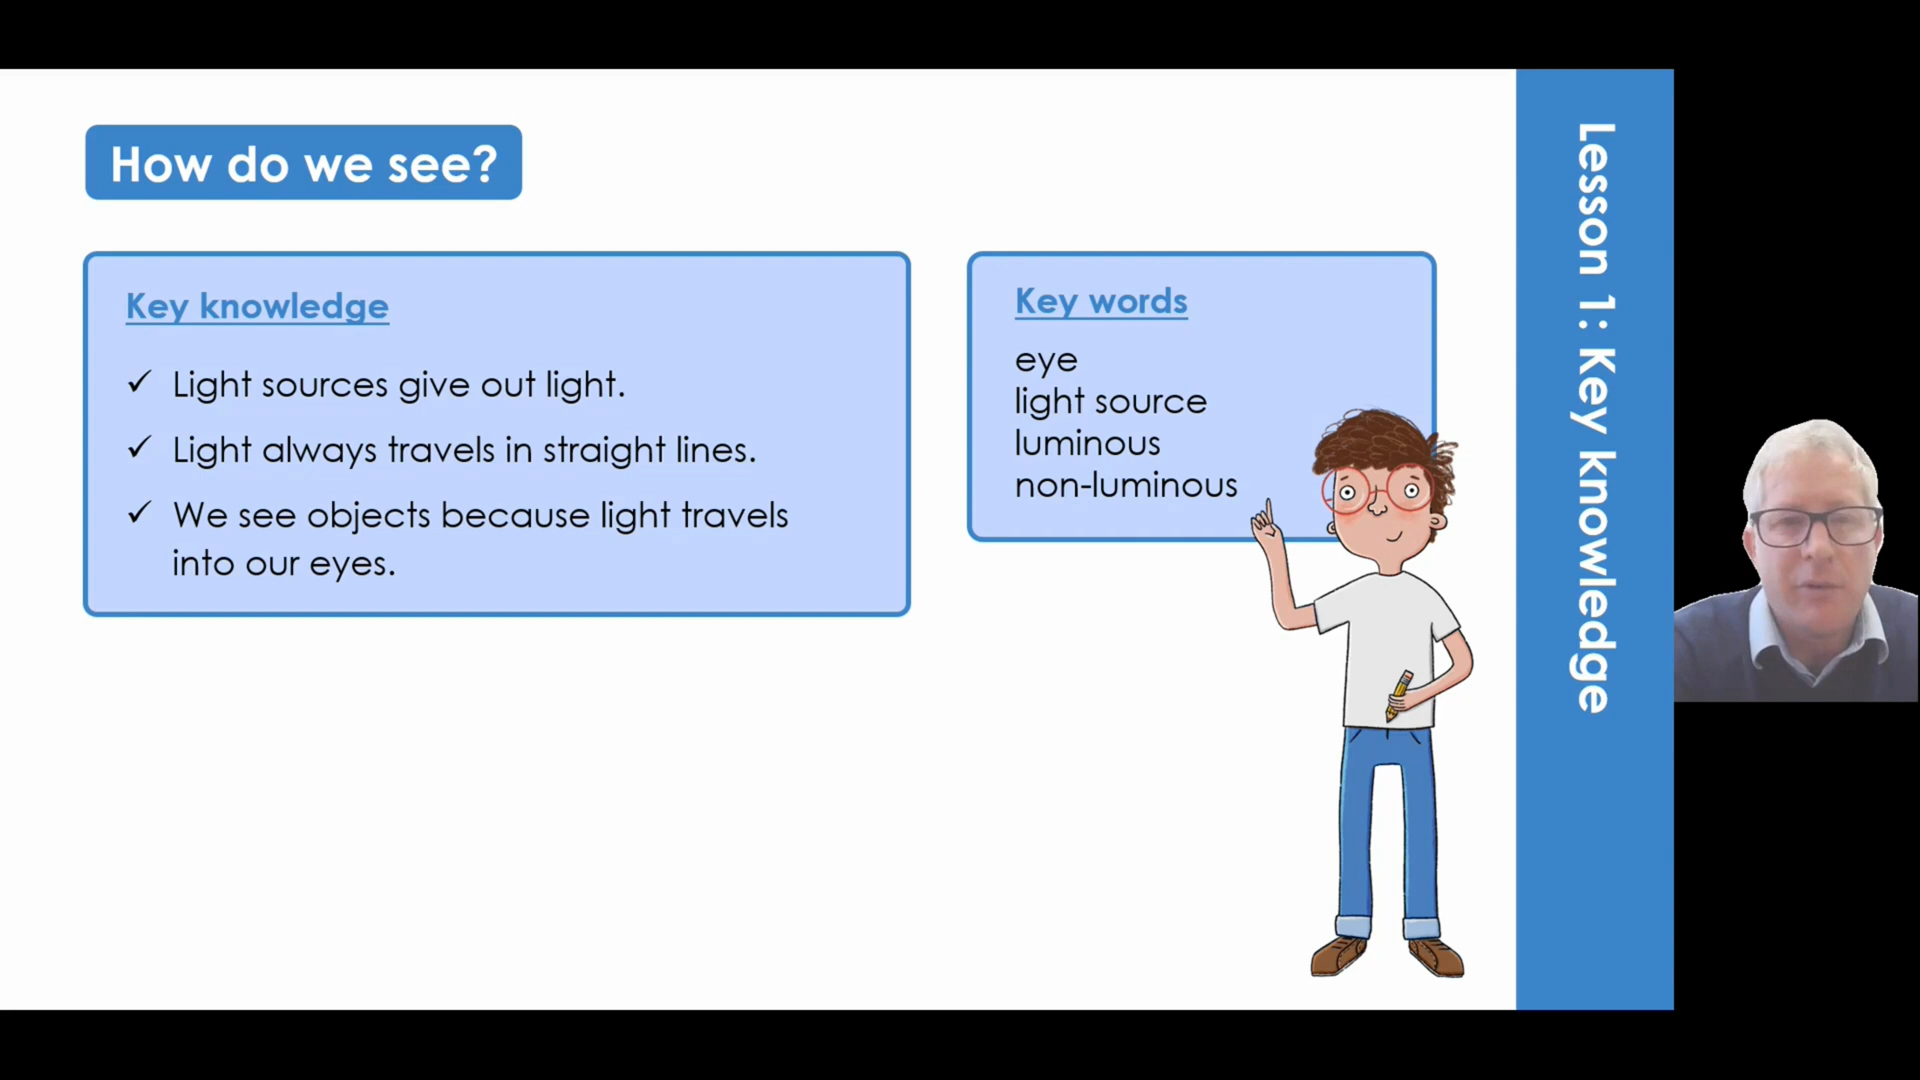 How do we see?
Key knowledge
✓ Light sources give out light.
✓ Light always travels in straight lines.
✓ We see objects because light travels
into our eyes.
Key words
eye
light source
luminous
non-luminous
Lesson 1: Key knowledge